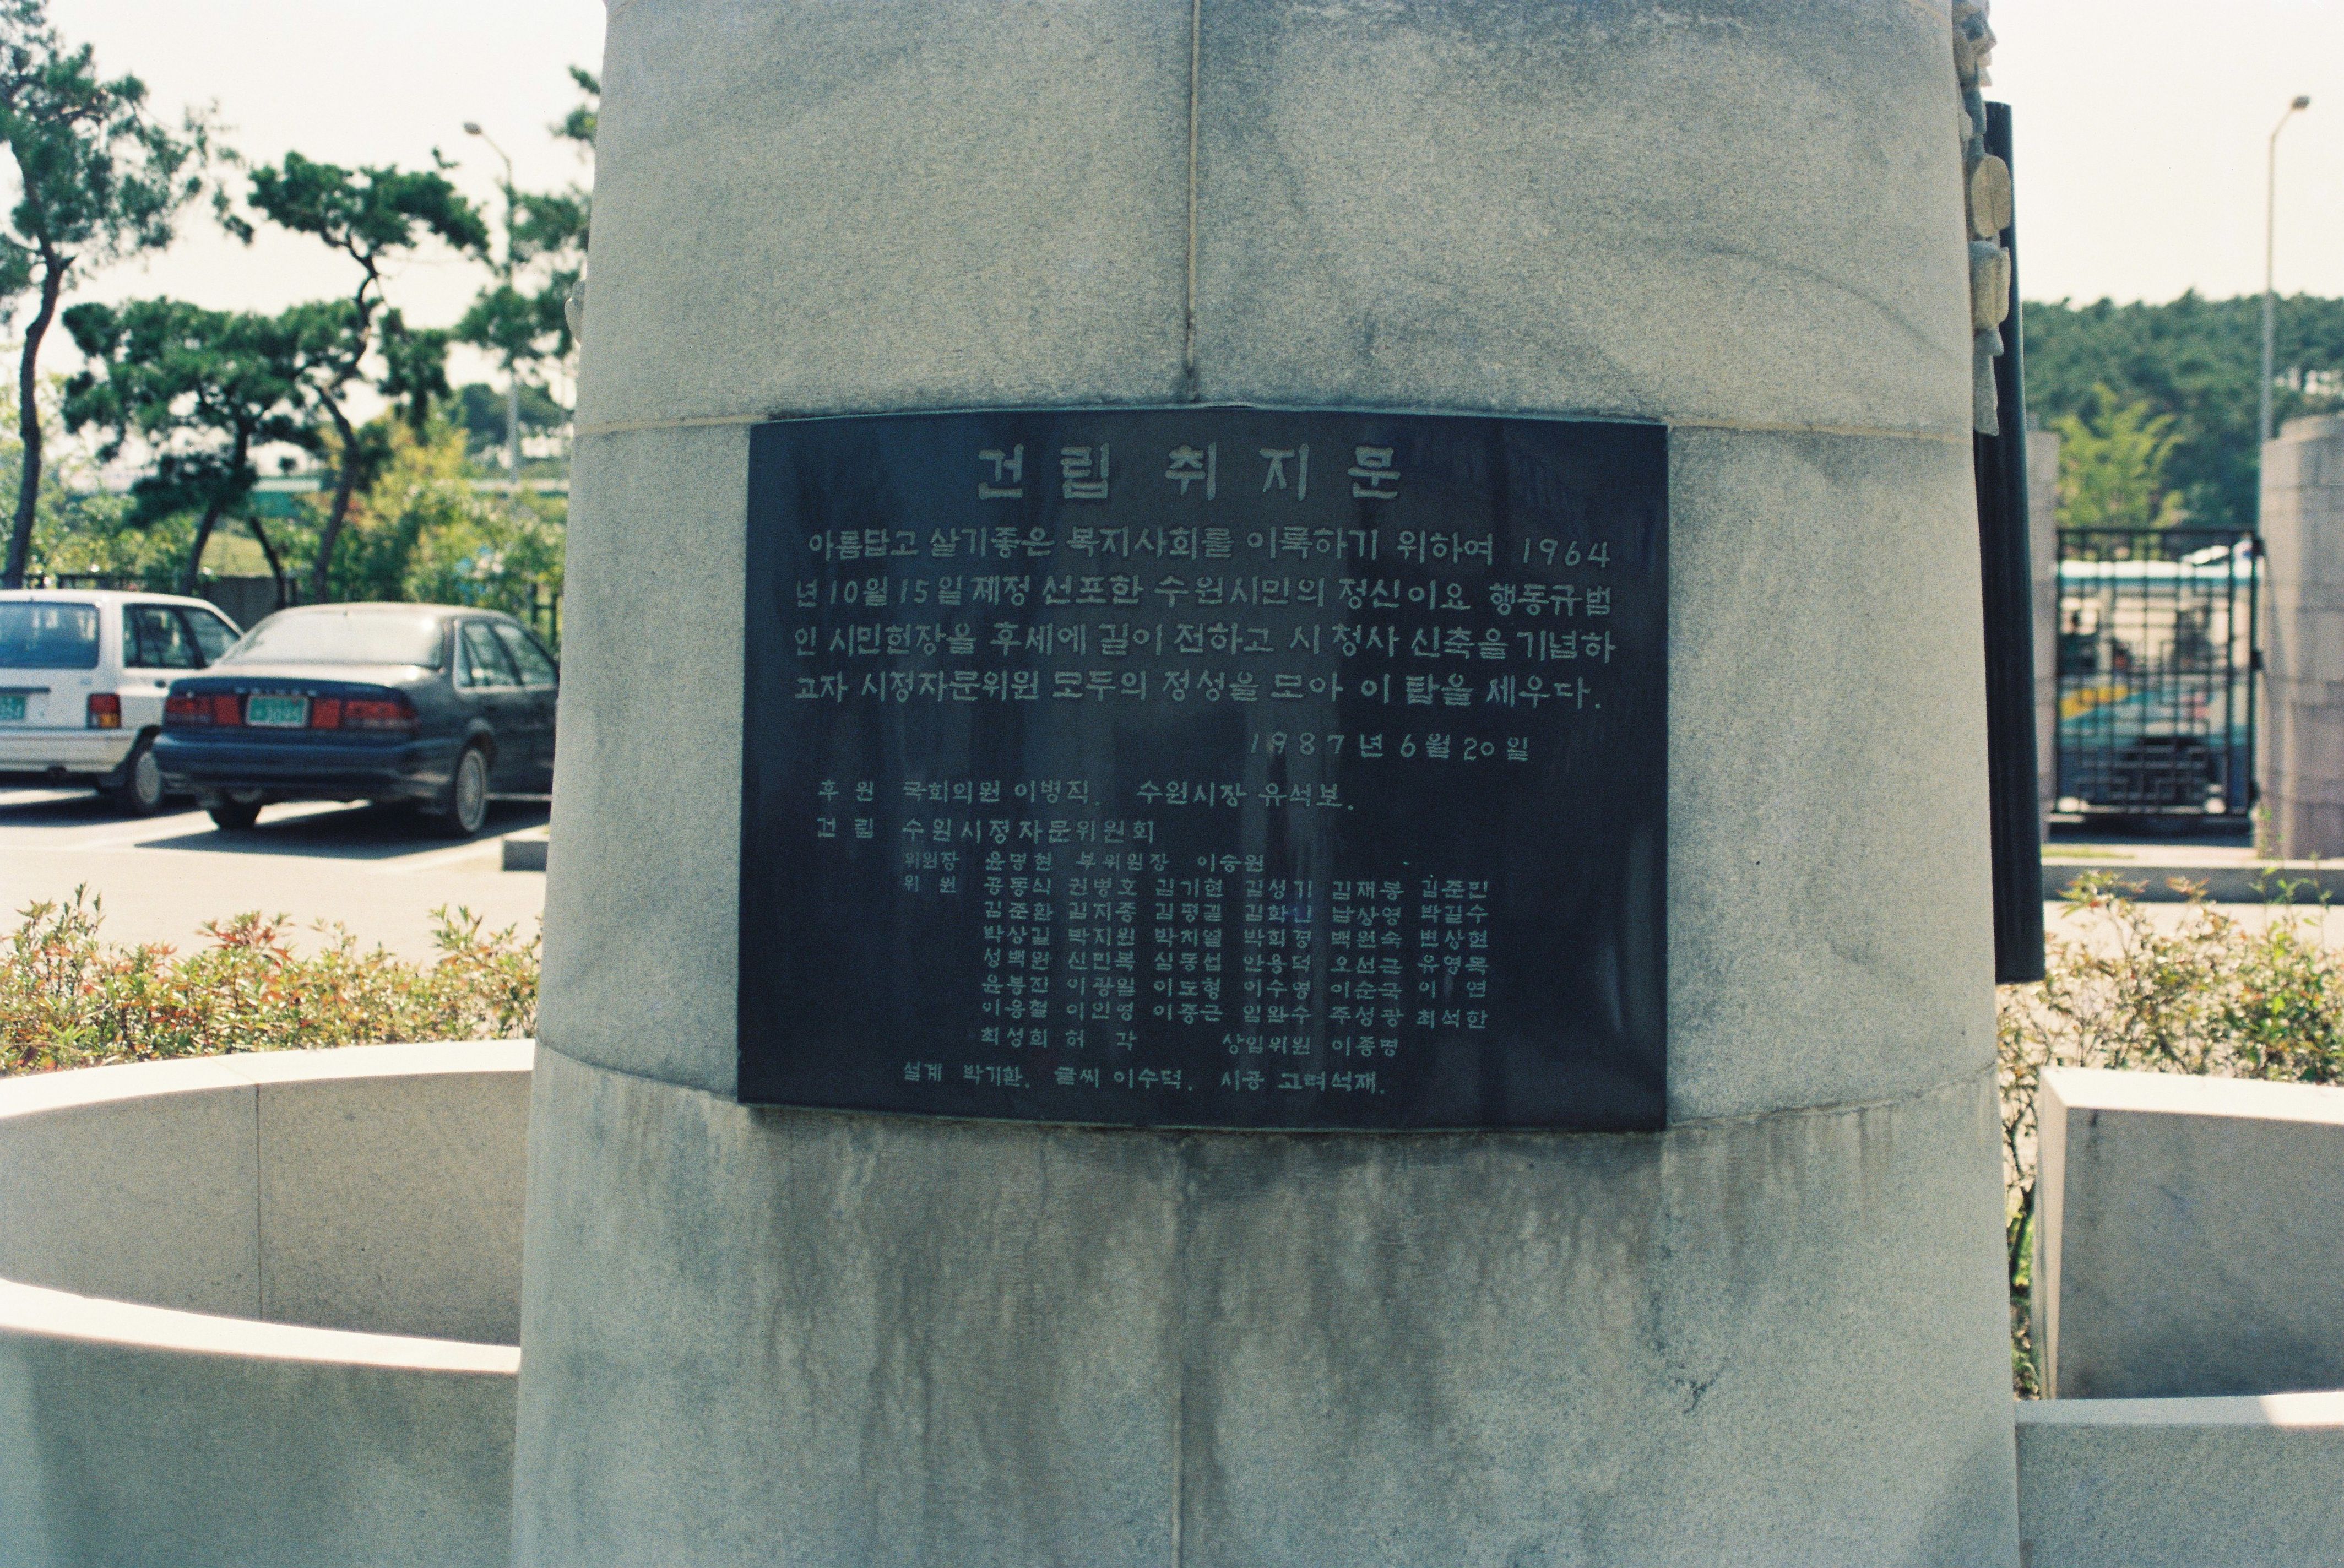 건립 취지문
아름답고 살기좋은 복지사회를 이룩하기 위하여 1964
년 10월 15일 제정 선포한 수원시민의 정신이요 행동규범
인 시민헌장을 후세에 길이 전하고 시 청사 신축을 기념하
고자 시정자문위원 모두의 정성을 모아 이 탑을 세우다.
1987년 6월 20일
후 원 국회의원 이병직. 수원시장 유석보.
건 립 수원시정자문위원회
위원장 윤명현 부위원장 이승원
위 원 공동식 권병호 김기현 김성기 김재봉 김준민
김준환 김지종 김평길 김학인 남상영 박길수
박상길 박지원 박치열 박희경 백원숙 변상현
성백원 신민복 심동섭 안용덕 오선근 유영목
윤봉진 이광일 이도형 이수영 이순국 이 연
이용철 이인영 이종근 임완수 주성광 최석한
최성희 허 각 상임위원 이종명
설계 박기환. 글씨 이수덕. 시공 고려석재.